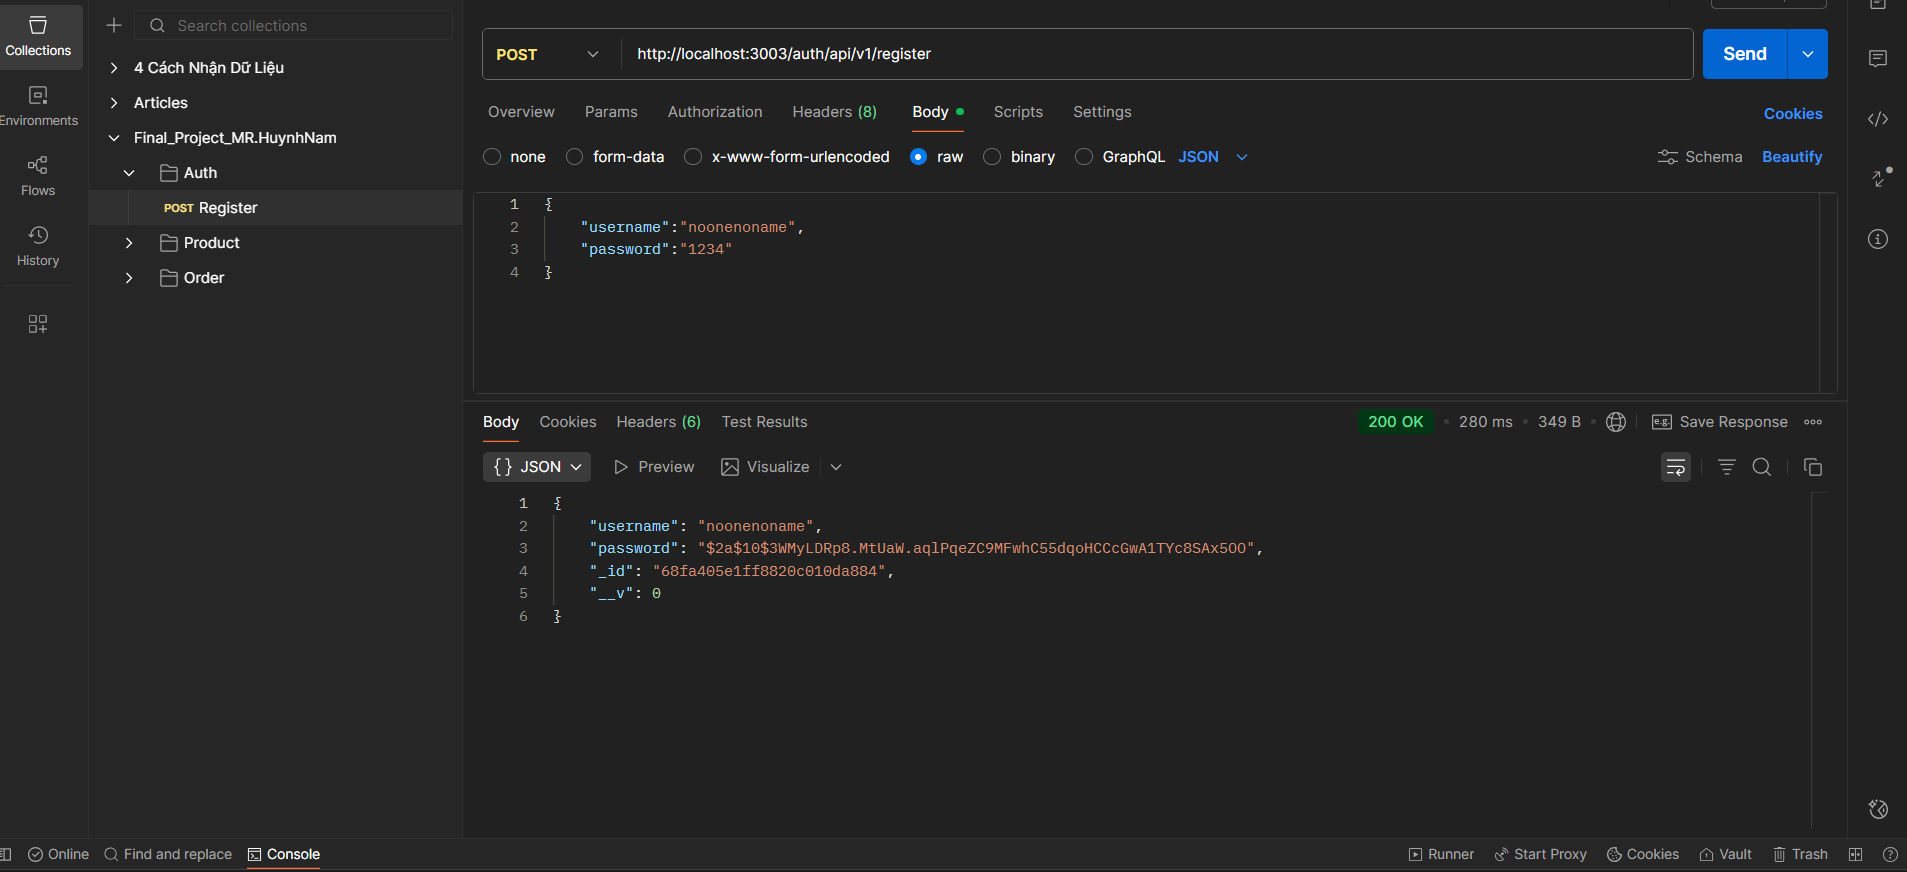 Collections
Environments
Flows
History
Search collections
4 Cách Nhận Dữ Liệu
Articles
Final_Project_MR.HuynhNam
Auth
POST Register
Product
Order
POST
http://localhost:3003/auth/api/v1/register
Send
Overview Params Authorization Headers (8) Body Scripts Settings Cookies
none form-data x-www-form-urlencoded raw binary GraphQL JSON Schema Beautify
1 {
2 "username":"noonenoname",
3 "password":"1234"
4 }
Body Cookies Headers (6) Test Results 200 OK • 280 ms • 349 B • e.g. Save Response
{} JSON Preview Visualize
1 {
2 "username": "noonenoname",
3 "password": "$2a$10$3WMyLDRp8.MtUaW.aqlPqeZC9MFwhC55dqoHCCcGwA1TYc8SAx5OO",
4 "_id": "68fa405e1ff8820c010da884",
5 "__v": 0
6 }
Online Find and replace Console Runner Start Proxy Cookies Vault Trash